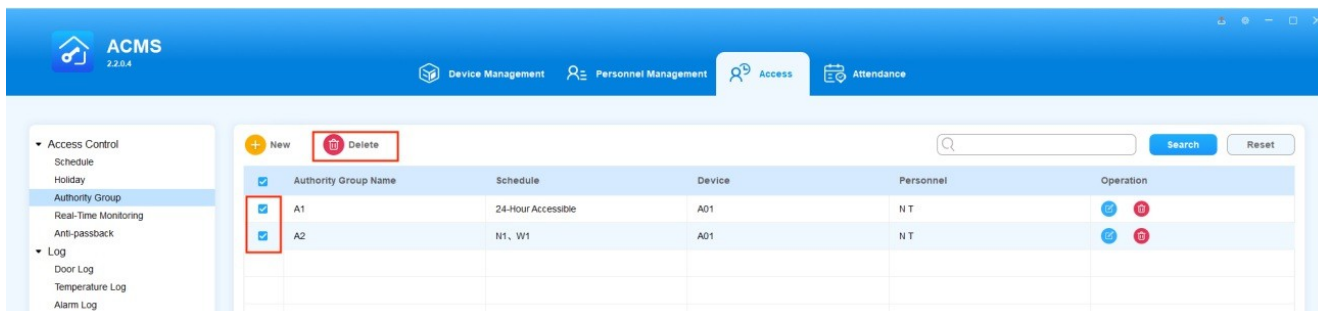 ACMS
2.2.0.4
Device Management
Personnel Management
Access
Attendance
Access Control
Schedule
Holiday
Authority Group
Real-Time Monitoring
Anti-passback
Log
Door Log
Temperature Log
Alarm Log
New
Delete
Search
Reset
Authority Group Name Schedule Device Personnel Operation
A1 24-Hour Accessible A01 N T
A2 N1、W1 A01 N T